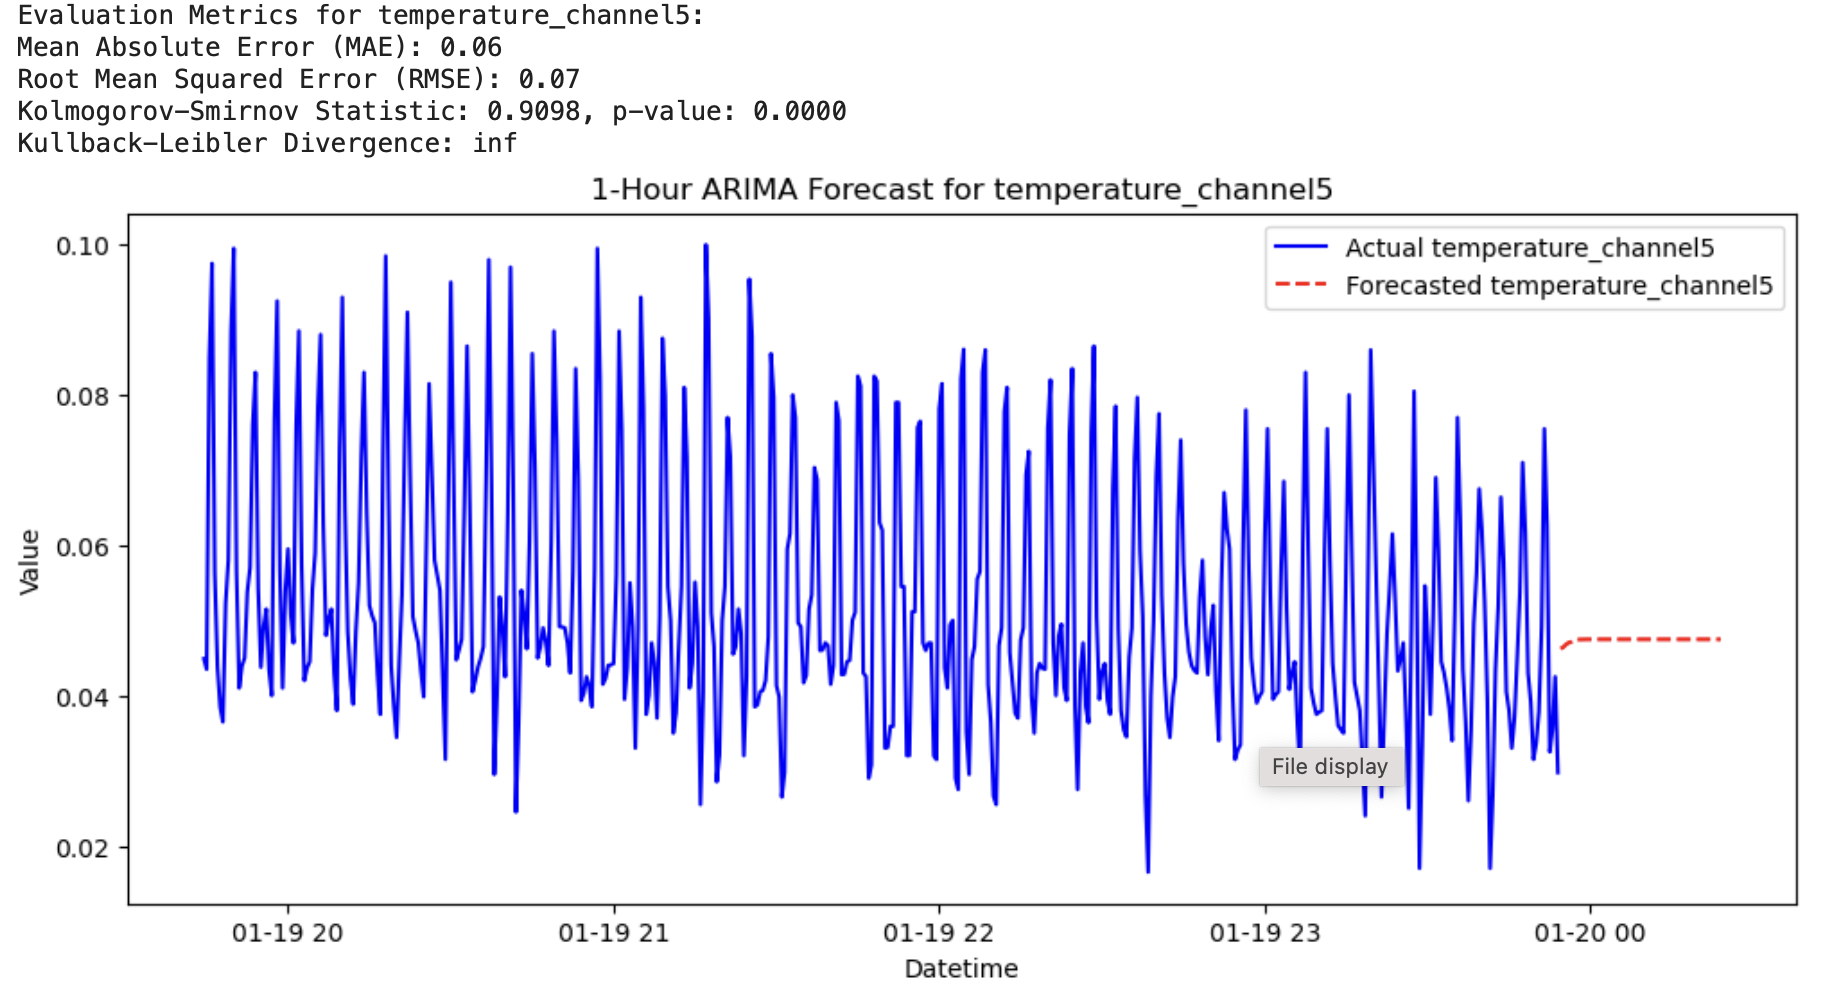 Evaluation Metrics for temperature_channel5:
Mean Absolute Error (MAE): 0.06
Root Mean Squared Error (RMSE): 0.07
Kolmogorov-Smirnov Statistic: 0.9098, p-value: 0.0000
Kullback-Leibler Divergence: inf
1-Hour ARIMA Forecast for temperature_channel5
Actual temperature_channel5
Forecasted temperature_channel5
0.10
0.08
0.06
0.04
0.02
Value
File display
01-19 20
01-19 21
01-19 22
01-19 23
01-20 00
Datetime